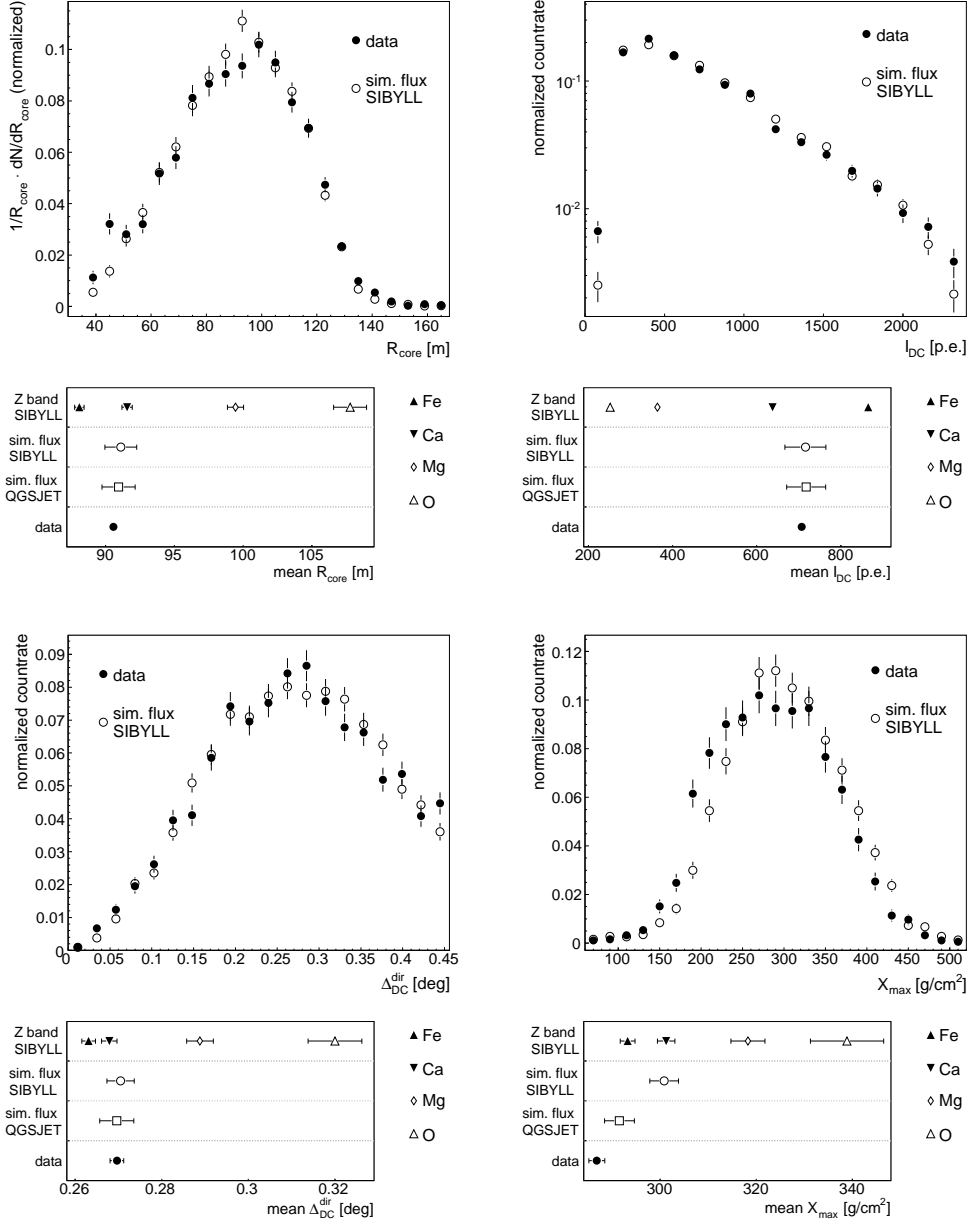 1/R_core · dN/dR_core (normalized)
0.1
0.08
0.06
0.04
0.02
0
data
sim. flux
SIBYLL
40 60 80 100 120 140 160
R_core [m]
normalized countrate
10^-1
10^-2
data
sim. flux
SIBYLL
0 500 1000 1500 2000
I_DC [p.e.]
Z band
SIBYLL
sim. flux
SIBYLL
sim. flux
QGSJET
data
Fe
Ca
Mg
O
90 95 100 105
mean R_core [m]
Z band
SIBYLL
sim. flux
SIBYLL
sim. flux
QGSJET
data
Fe
Ca
Mg
O
200 400 600 800
mean I_DC [p.e.]
normalized countrate
0.09
0.08
0.07
0.06
0.05
0.04
0.03
0.02
0.01
0
data
sim. flux
SIBYLL
0 0.05 0.1 0.15 0.2 0.25 0.3 0.35 0.4 0.45
Δ_DC^dir [deg]
normalized countrate
0.12
0.1
0.08
0.06
0.04
0.02
0
data
sim. flux
SIBYLL
100 150 200 250 300 350 400 450 500
X_max [g/cm²]
Z band
SIBYLL
sim. flux
SIBYLL
sim. flux
QGSJET
data
Fe
Ca
Mg
O
0.26 0.28 0.3 0.32
mean Δ_DC^dir [deg]
Z band
SIBYLL
sim. flux
SIBYLL
sim. flux
QGSJET
data
Fe
Ca
Mg
O
300 320 340
mean X_max [g/cm²]